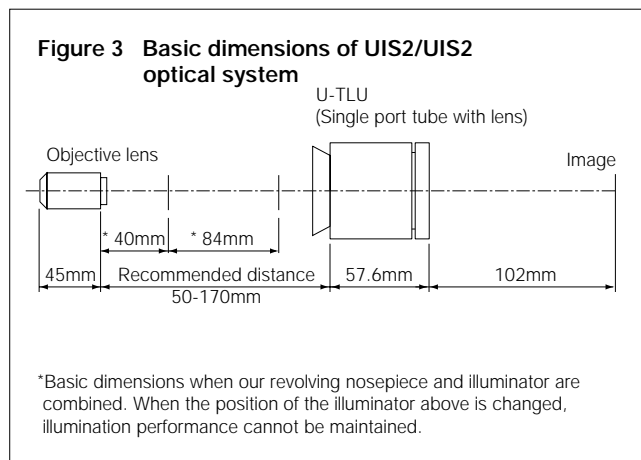 Figure 3 Basic dimensions of UIS2/UIS2
optical system
U-TLU
(Single port tube with lens)
Objective lens
Image
* 40mm
* 84mm
45mm
Recommended distance
50-170mm
57.6mm
102mm
*Basic dimensions when our revolving nosepiece and illuminator are
combined. When the position of the illuminator above is changed,
illumination performance cannot be maintained.